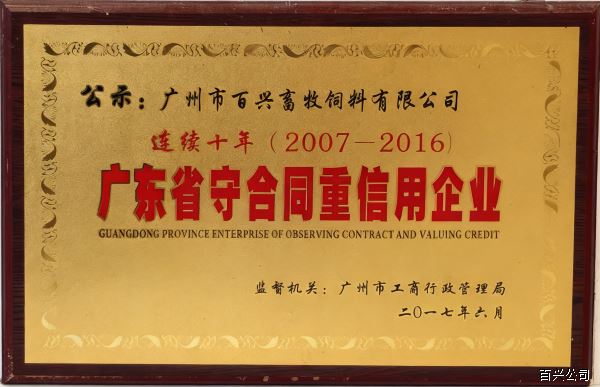 公示：广州市百兴畜牧饲料有限公司
连续十年（2007－2016）
广东省守合同重信用企业
GUANGDONG PROVINCE ENTERPRISE OF OBSERVING CONTRACT AND VALUING CREDIT
监督机关：广州市工商行政管理局
二〇一七年六月
百兴公司